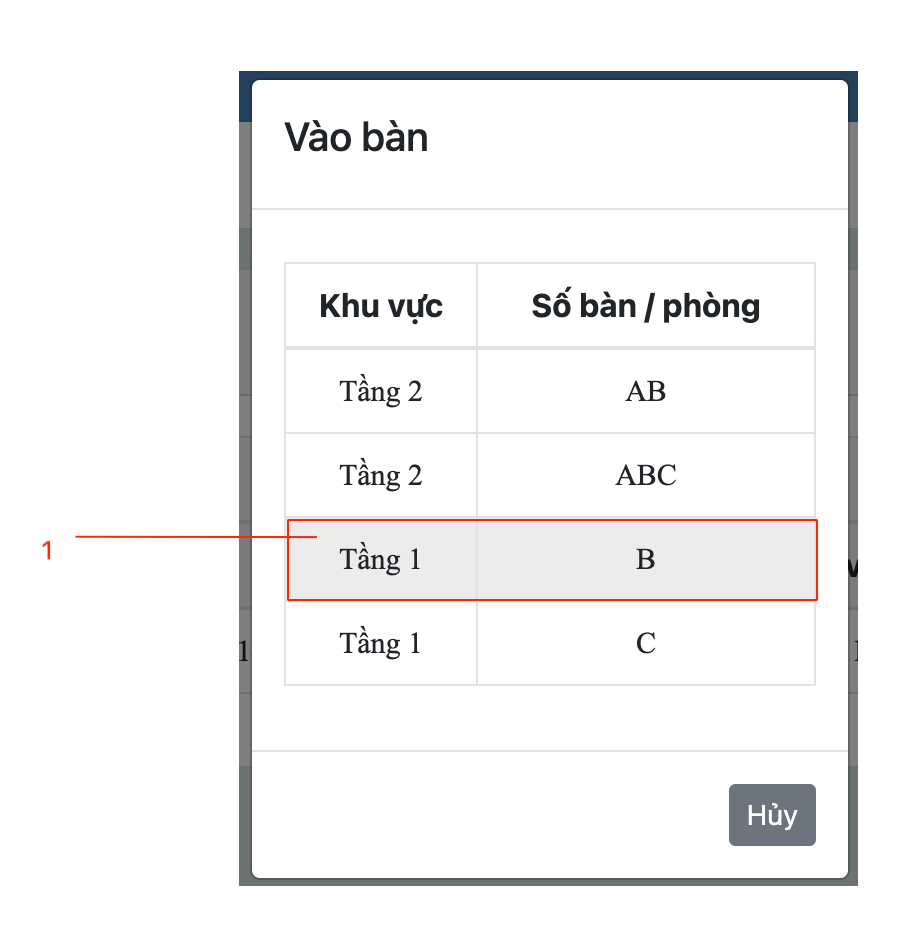 Vào bàn
Khu vực Số bàn / phòng
Tầng 2 AB
Tầng 2 ABC
1 Tầng 1 B
Tầng 1 C
1
Hủy